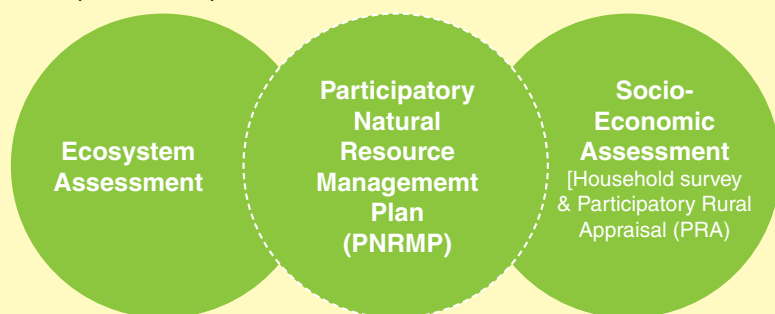 Ecosystem
Assessment
Participatory
Natural
Resource
Managememt
Plan
(PNRMP)
Socio-
Economic
Assessment
[Household survey
& Participatory Rural
Appraisal (PRA)